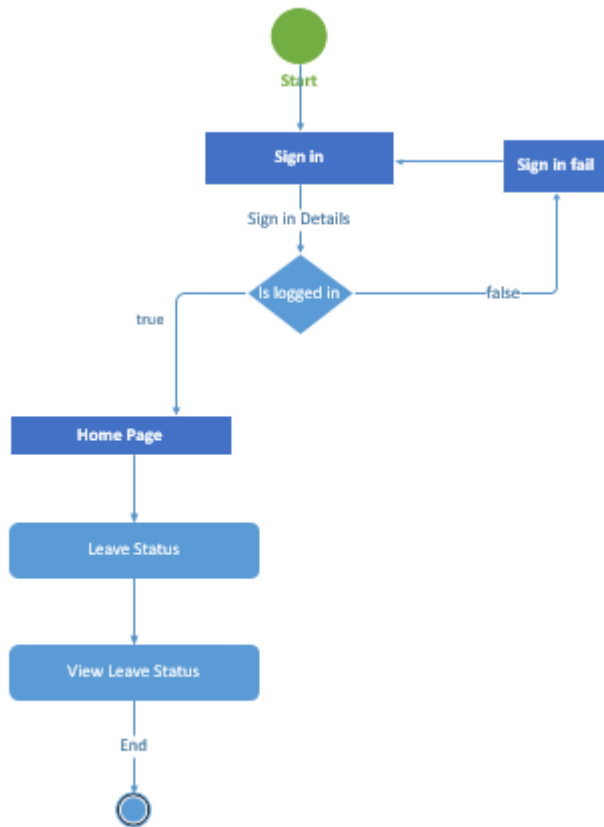 Start
Sign in
Sign in fail
Sign in Details
Is logged in
false
true
Home Page
Leave Status
View Leave Status
End